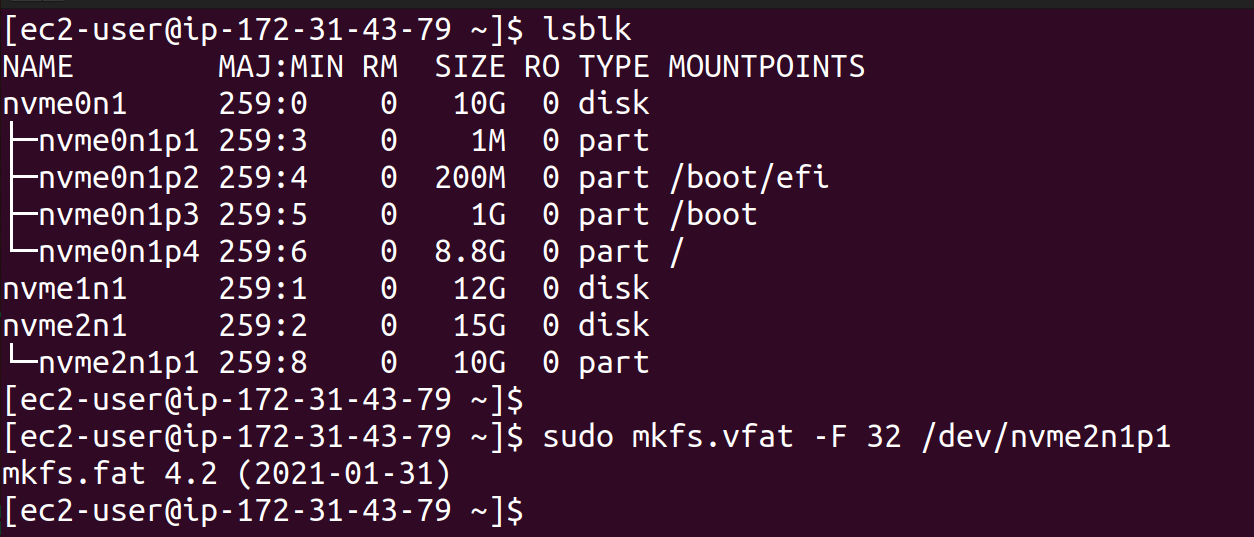 [ec2-user@ip-172-31-43-79 ~]$ lsblk
NAME        MAJ:MIN RM  SIZE RO TYPE MOUNTPOINTS
nvme0n1     259:0    0   10G  0 disk
├─nvme0n1p1 259:3    0    1M  0 part
├─nvme0n1p2 259:4    0  200M  0 part /boot/efi
├─nvme0n1p3 259:5    0    1G  0 part /boot
└─nvme0n1p4 259:6    0  8.8G  0 part /
nvme1n1     259:1    0   12G  0 disk
nvme2n1     259:2    0   15G  0 disk
└─nvme2n1p1 259:8    0   10G  0 part
[ec2-user@ip-172-31-43-79 ~]$
[ec2-user@ip-172-31-43-79 ~]$ sudo mkfs.vfat -F 32 /dev/nvme2n1p1
mkfs.fat 4.2 (2021-01-31)
[ec2-user@ip-172-31-43-79 ~]$